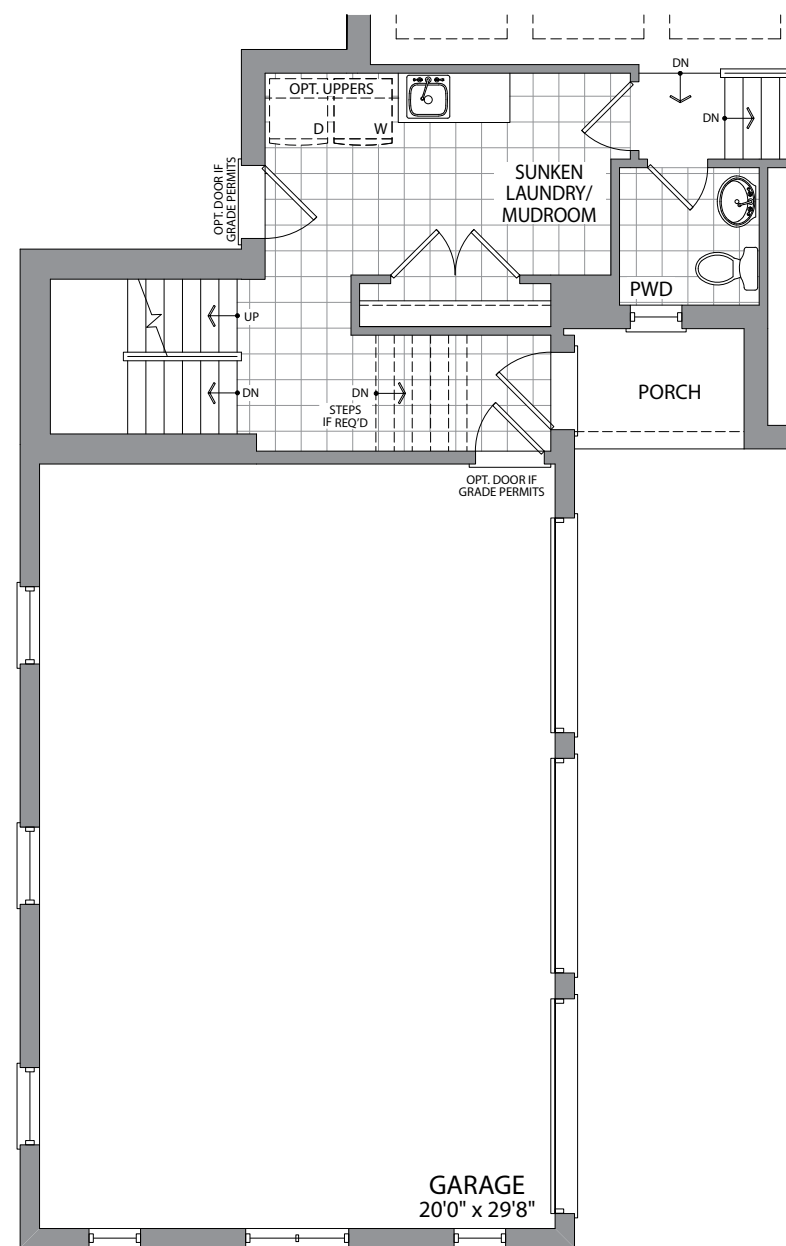 DN
OPT. UPPERS
D
W
DN
OPT. DOOR IF
GRADE PERMITS
SUNKEN
LAUNDRY/
MUDROOM
PWD
UP
DN
DN
STEPS
IF REQ'D
PORCH
OPT. DOOR IF
GRADE PERMITS
GARAGE
20'0" x 29'8"